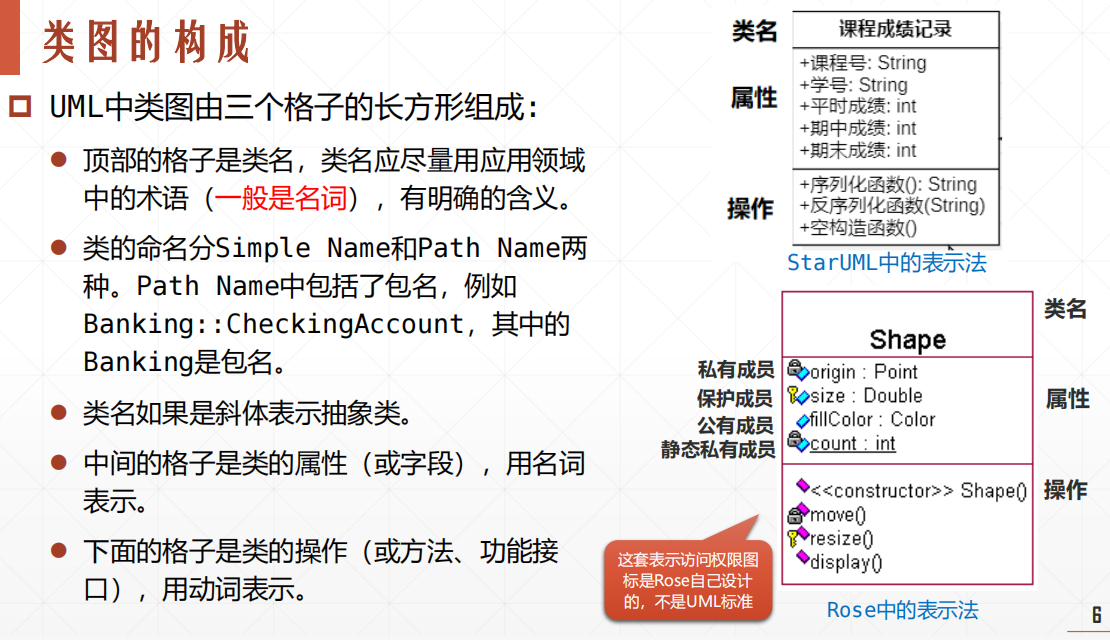 类图的构成
UML中类图由三个格子的长方形组成:
顶部的格子是类名，类名应尽量用应用领域
中的术语（一般是名词），有明确的含义。
类的命名分Simple Name和Path Name两
种。Path Name中包括了包名，例如
Banking::CheckingAccount，其中的
Banking是包名。
类名如果是斜体表示抽象类。
中间的格子是类的属性（或字段），用名词
表示。
下面的格子是类的操作（或方法、功能接
口），用动词表示。
类名
课程成绩记录
属性
+课程号: String
+学号: String
+平时成绩: int
+期中成绩: int
+期末成绩: int
操作
+序列化函数(): String
+反序列化函数(String)
+空构造函数()
StarUML中的表示法
类名
Shape
私有成员
保护成员
公有成员
静态私有成员
origin : Point
size : Double
fillColor : Color
count : int
属性
<<constructor>> Shape()
move()
resize()
display()
操作
这套表示访问权限图
标是Rose自己设计
的，不是UML标准
Rose中的表示法
6